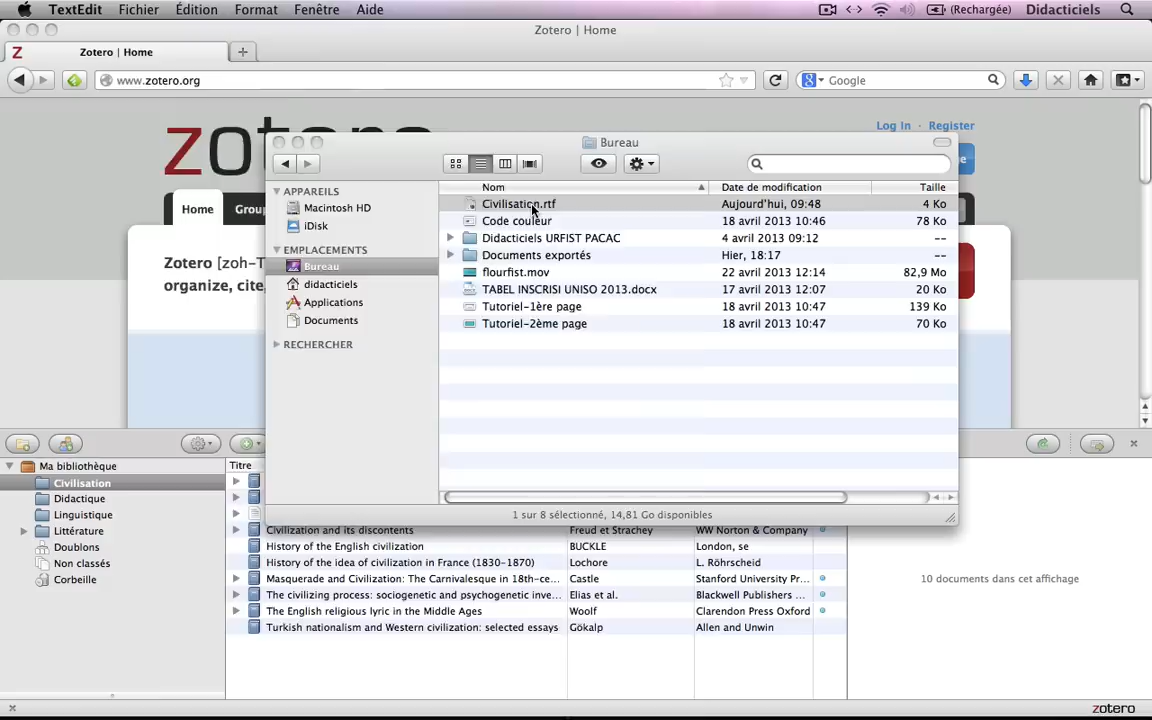 TextEdit Fichier Édition Format Fenêtre Aide (Rechargée) Didacticiels
Zotero | Home
Z Zotero | Home
www.zotero.org Google
Log In · Register
zot
Bureau
Home Grou
Zotero [zoh-T
organize, cite,
APPAREILS
Macintosh HD
iDisk
EMPLACEMENTS
Bureau
didacticiels
Applications
Documents
RECHERCHER
Nom Date de modification Taille
Civilisation.rtf Aujourd'hui, 09:48 4 Ko
Code couleur 18 avril 2013 10:46 78 Ko
Didacticiels URFIST PACAC 4 avril 2013 09:12 --
Documents exportés Hier, 18:17 --
flourfist.mov 22 avril 2013 12:14 82,9 Mo
TABEL INSCRISI UNISO 2013.docx 17 avril 2013 12:07 20 Ko
Tutoriel-1ère page 18 avril 2013 10:47 139 Ko
Tutoriel-2ème page 18 avril 2013 10:47 70 Ko
1 sur 8 sélectionné, 14,81 Go disponibles
Ma bibliothèque
Civilisation
Didactique
Linguistique
Littérature
Doublons
Non classés
Corbeille
Titre
Civilization and its discontents Freud et Strachey WW Norton & Company
History of the English civilization BUCKLE London, se
History of the idea of civilization in France (1830-1870) Lochore L. Röhrscheid
Masquerade and Civilization: The Carnivalesque in 18th-ce... Castle Stanford University Pr...
The civilizing process: sociogenetic and psychogenetic inve... Elias et al. Blackwell Publishers ...
The English religious lyric in the Middle Ages Woolf Clarendon Press Oxford
Turkish nationalism and Western civilization: selected essays Gökalp Allen and Unwin
10 documents dans cet affichage
zotero